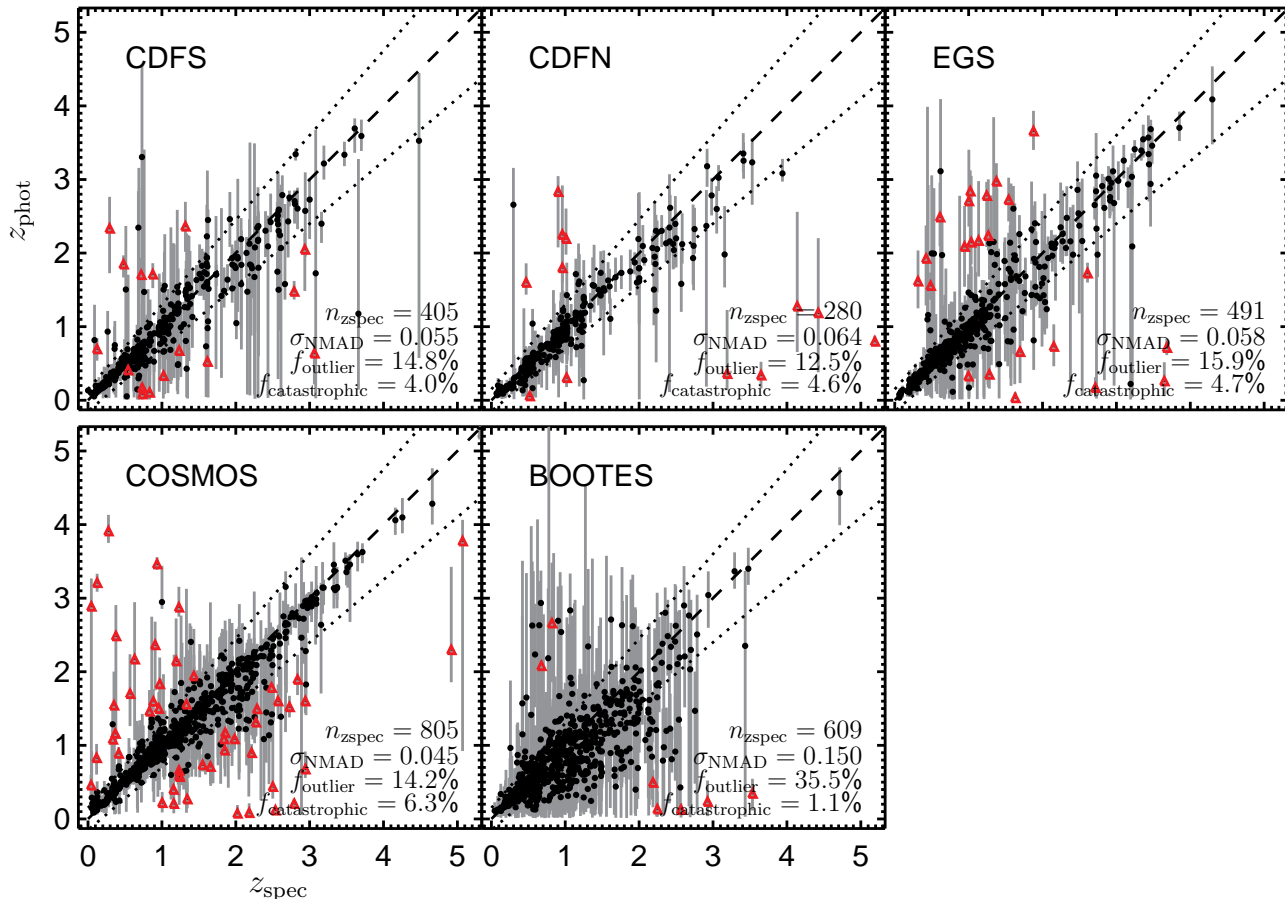 5
4
3
2
1
0
z_phot
CDFS
n_zspec = 405
σ_NMAD = 0.055
f_outlier = 14.8%
f_catastrophic = 4.0%
CDFN
n_zspec = 280
σ_NMAD = 0.064
f_outlier = 12.5%
f_catastrophic = 4.6%
EGS
n_zspec = 491
σ_NMAD = 0.058
f_outlier = 15.9%
f_catastrophic = 4.7%
5
4
3
2
1
0
COSMOS
n_zspec = 805
σ_NMAD = 0.045
f_outlier = 14.2%
f_catastrophic = 6.3%
0 1 2 3 4 5
z_spec
BOOTES
n_zspec = 609
σ_NMAD = 0.150
f_outlier = 35.5%
f_catastrophic = 1.1%
0 1 2 3 4 5